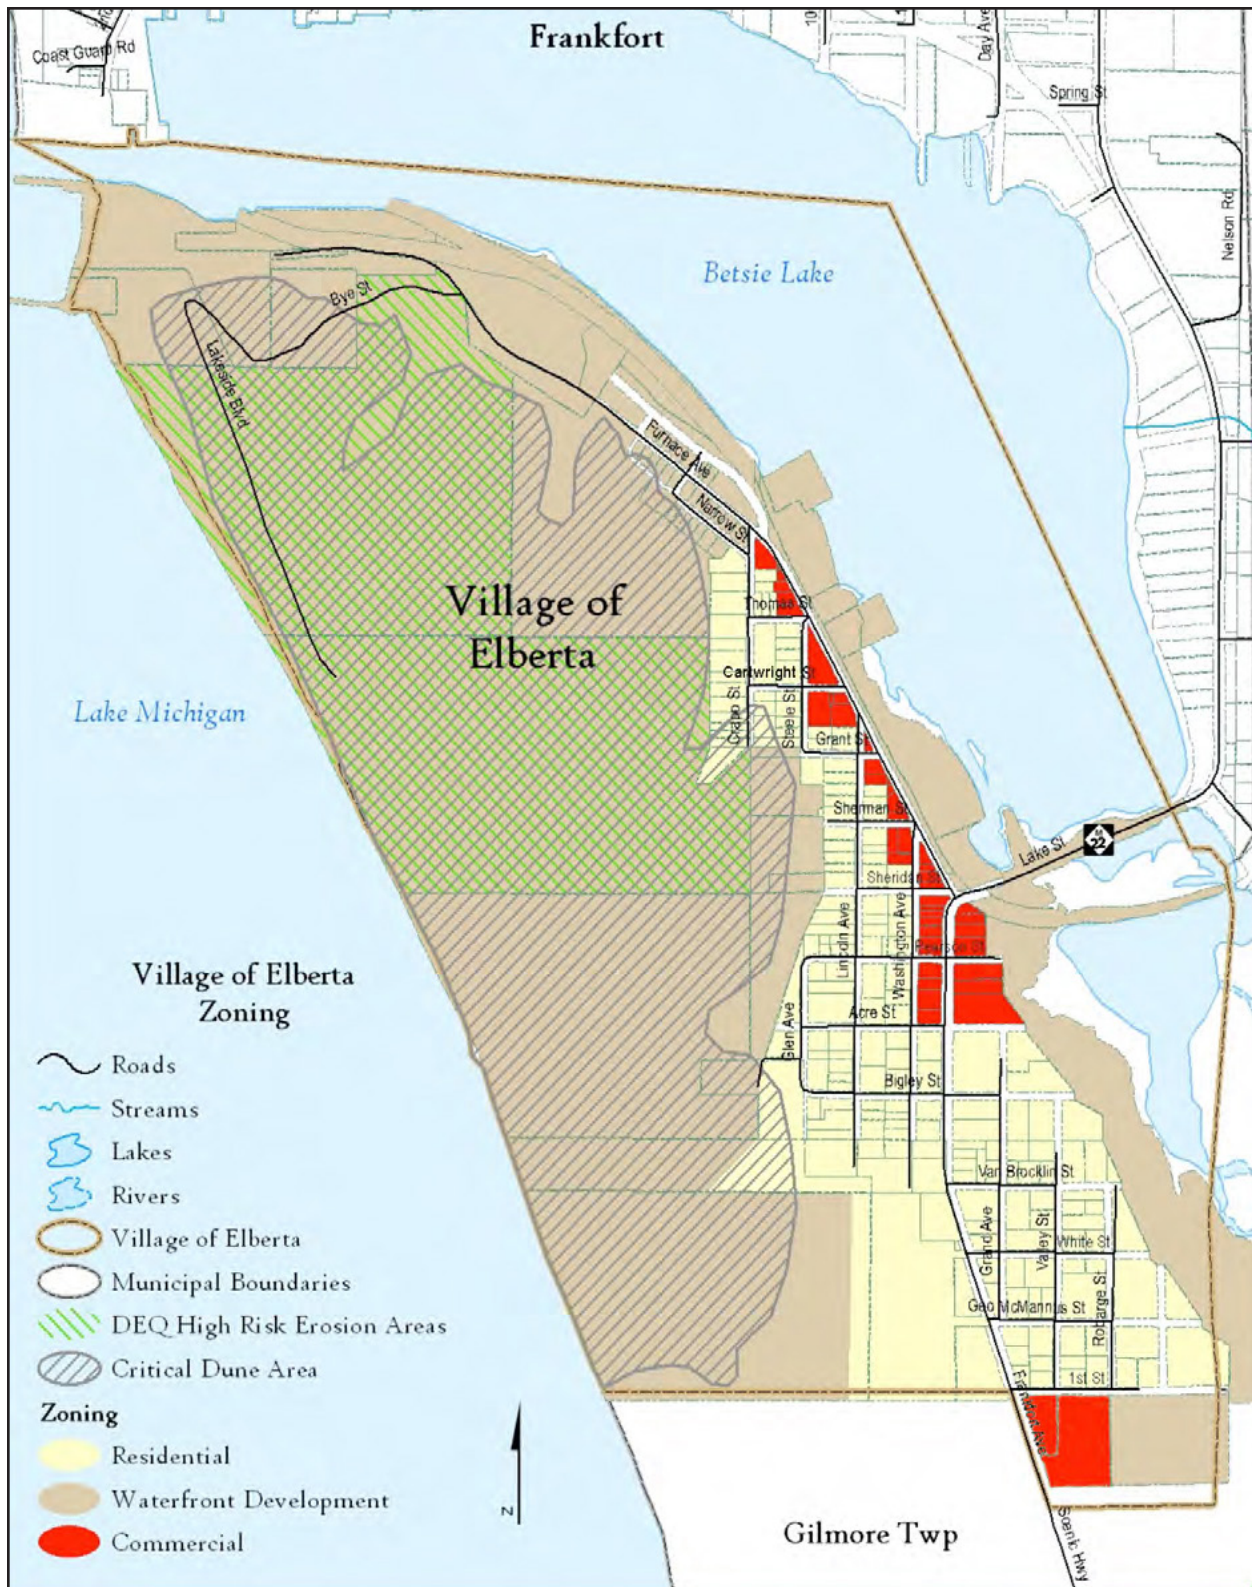 Frankfort
Coast Guard Rd
2nd
10
1
Day Ave
Spring St
Nelson Rd
Betsie Lake
Bye St
Lakeside Blvd
Furnace Ave
Narrow St
Village of
Elberta
Thomas St
Cartwright St
Crapo St
Steele St
Grant St
Lake Michigan
Sherman St
Lake St
M
22
Sheridan St
Lincoln Ave
Washington Ave
Pearson St
Acre St
Glen Ave
Bigley St
Van Brocklin St
Grand Ave
Valley St
White St
Geo McMannus St
Robarge St
1st St
Frankfort Ave
Scenic Hwy
Gilmore Twp
Village of Elberta
Zoning
Roads
Streams
Lakes
Rivers
Village of Elberta
Municipal Boundaries
DEQ High Risk Erosion Areas
Critical Dune Area
Zoning
Residential
Waterfront Development
Commercial
N